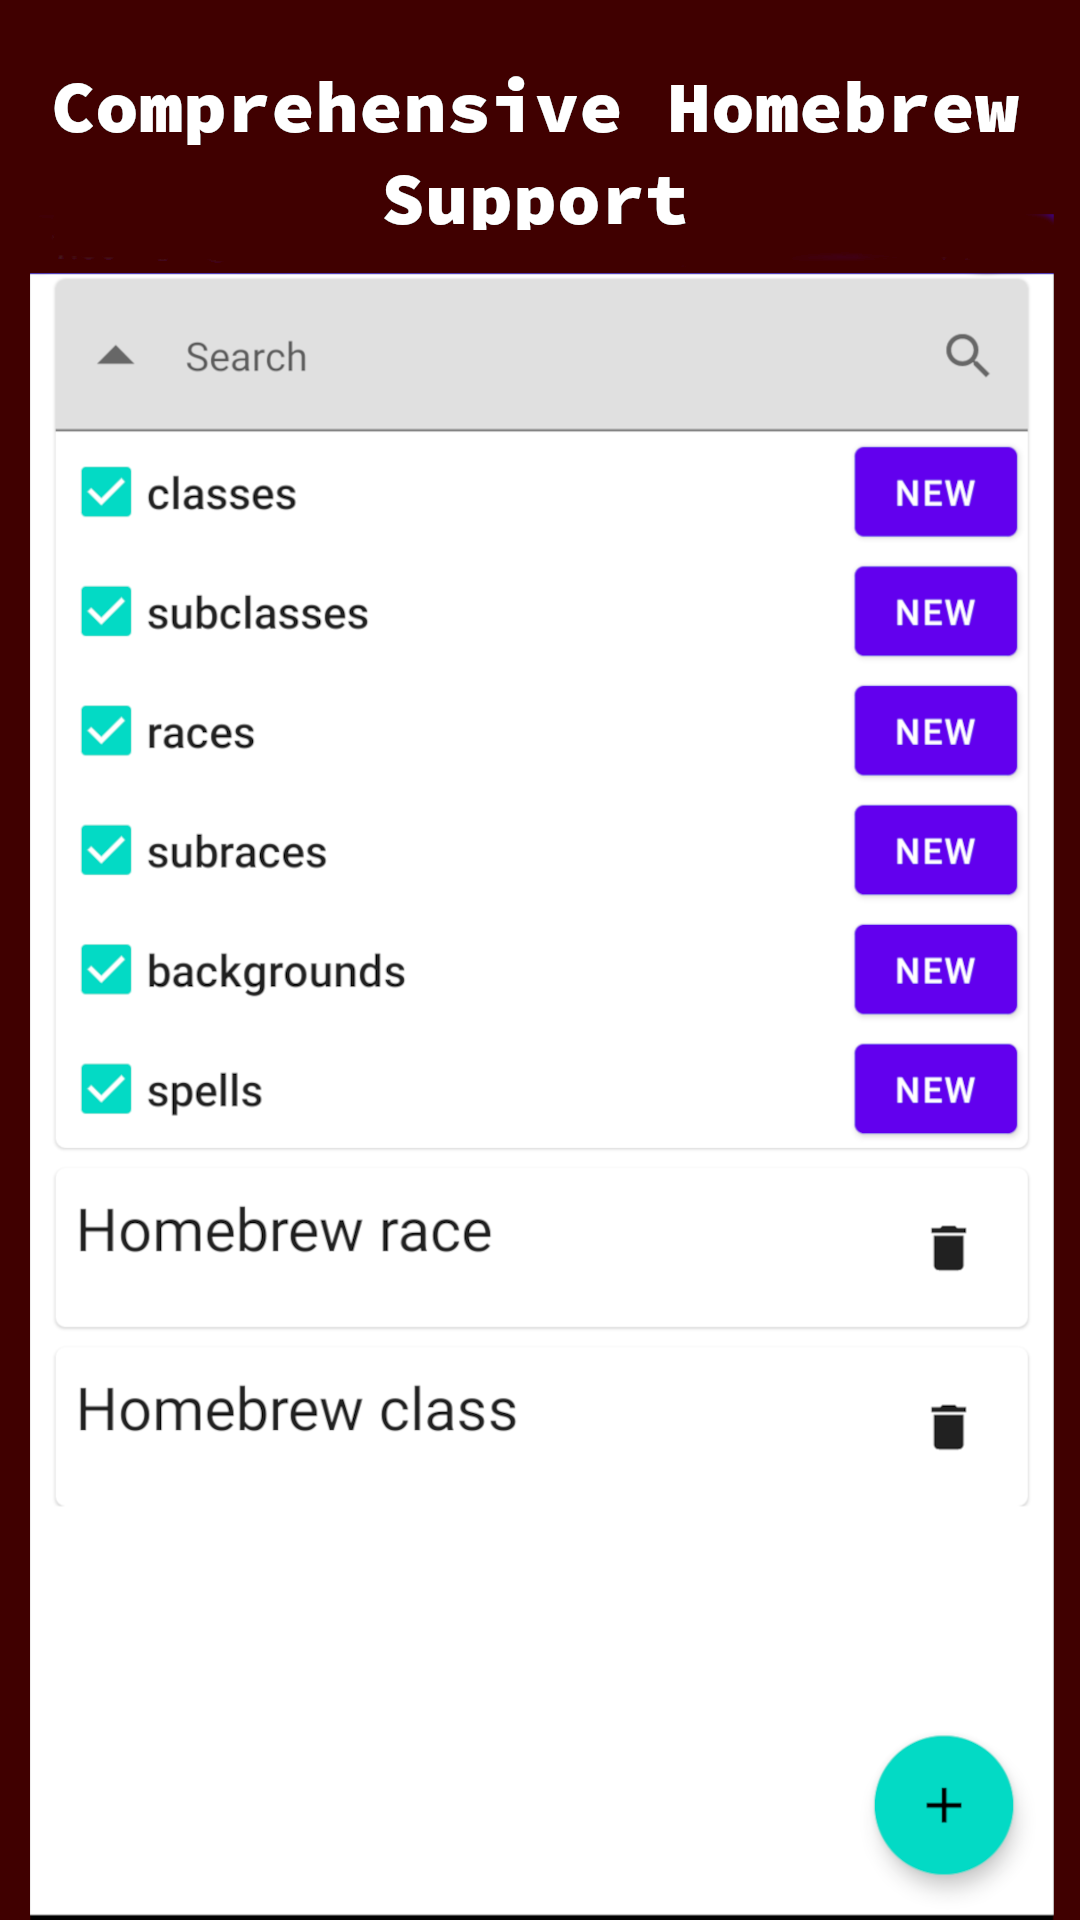 Comprehensive Homebrew
Support
Search
classes NEW
subclasses NEW
races NEW
subraces NEW
backgrounds NEW
spells NEW
Homebrew race
Homebrew class